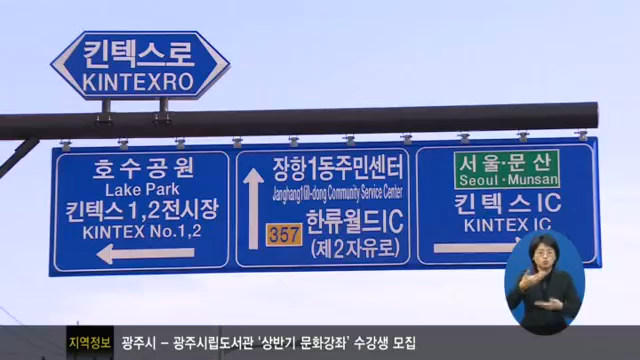 킨텍스로
KINTEXRO
호수공원
Lake Park
킨텍스1,2전시장
KINTEX No.1,2
장항1동주민센터
Janghang1(il)-dong Community Service Center
357
한류월드IC
(제2자유로)
서울·문산
Seoul·Munsan
킨텍스IC
KINTEX IC
지역정보 광주시 – 광주시립도서관 ‘상반기 문화강좌’ 수강생 모집